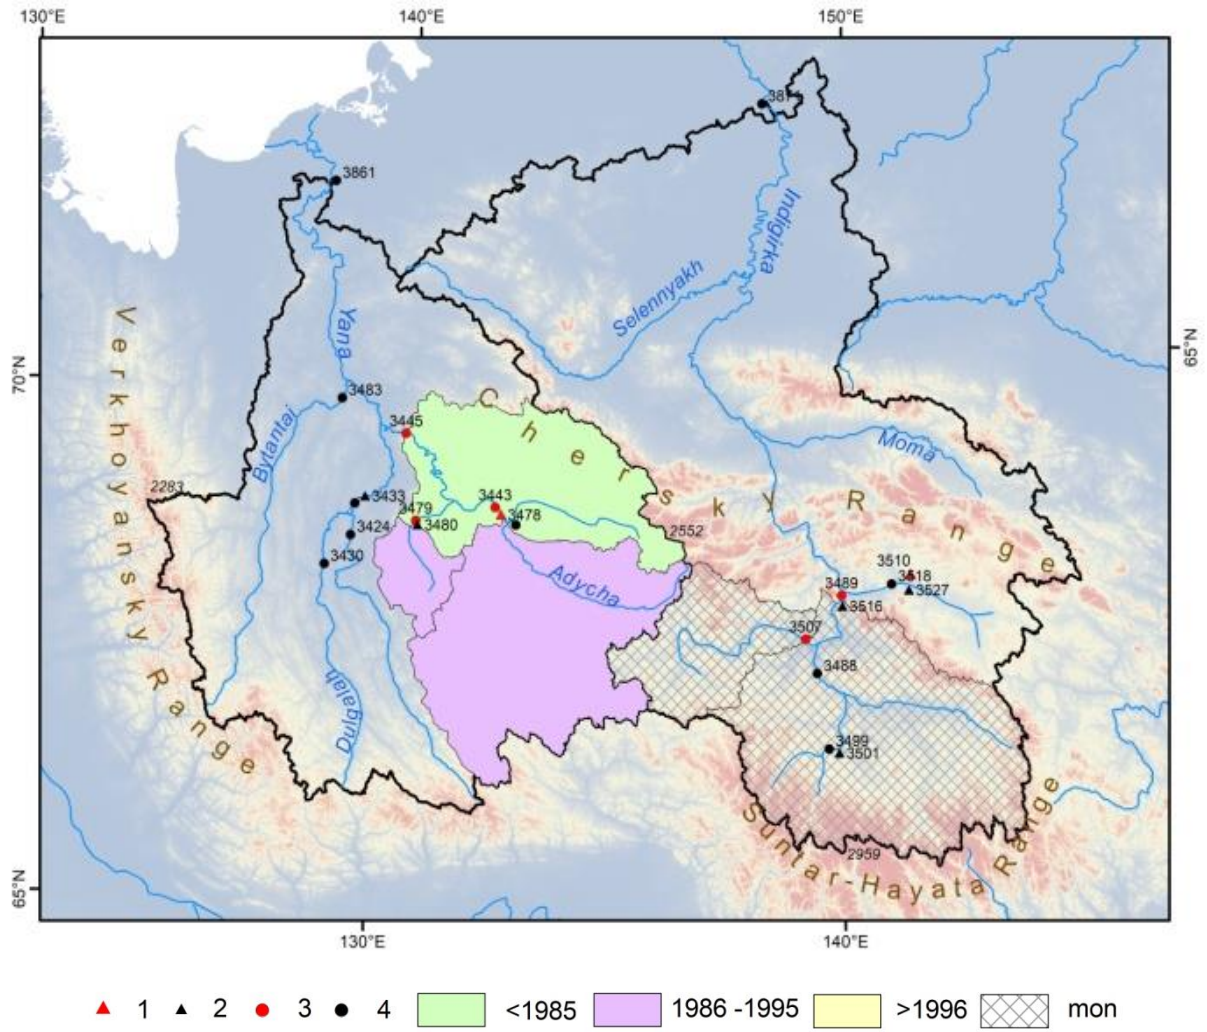 130°E 140°E 150°E
387
3861
Indigirka
Selennyakh
Verkhoyansky Range
Yana
65°N
70°N
3483
Chersky Range
Bytantai
3445
Moma
2283
3433
3443
3479
3478
3480
3424
2552
3430
3510
3518
Adycha
3489
3527
3516
3507
3488
Dulgalah
3499
3501
Suntar-Hayata Range
2959
65°N
130°E 140°E
1 2 3 4 <1985 1986 -1995 >1996 mon